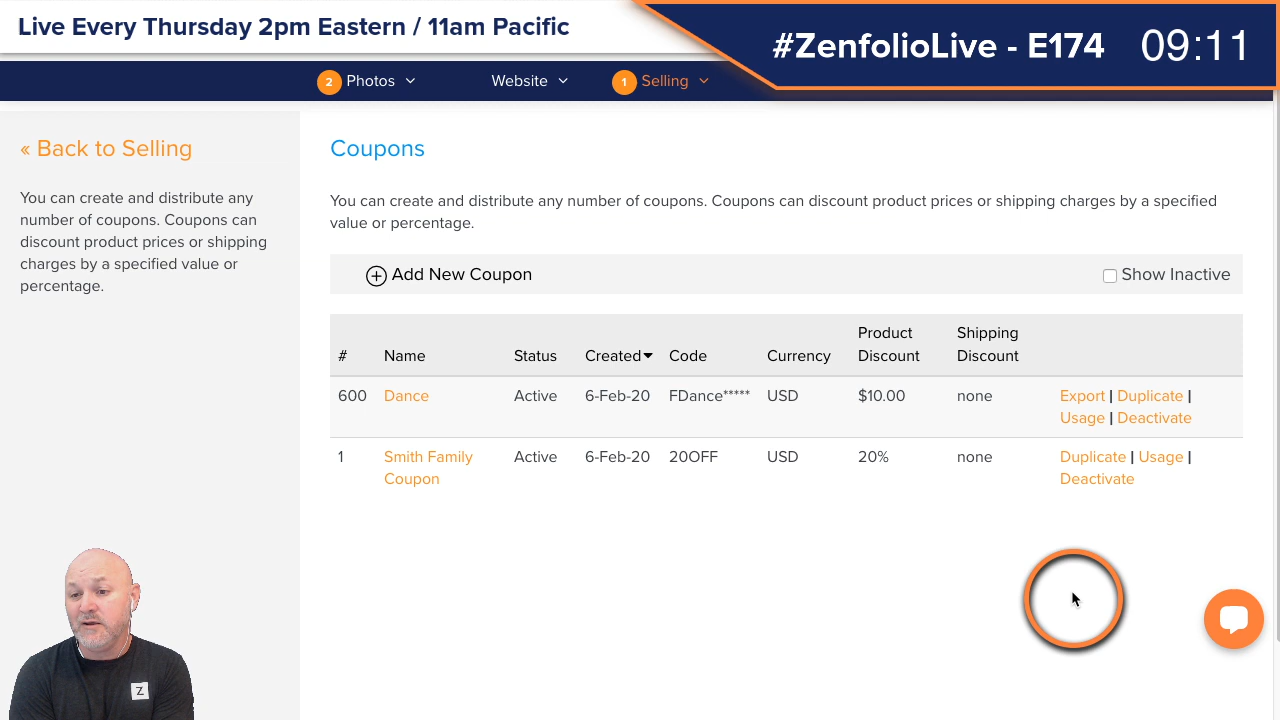 Live Every Thursday 2pm Eastern / 11am Pacific
#ZenfolioLive - E174
09:11
2 Photos
Website
1 Selling
« Back to Selling
You can create and distribute any
number of coupons. Coupons can
discount product prices or shipping
charges by a specified value or
percentage.
Coupons
You can create and distribute any number of coupons. Coupons can discount product prices or shipping charges by a specified
value or percentage.
Add New Coupon
Show Inactive
# Name Status Created Code Currency Product Discount Shipping Discount
600 Dance Active 6-Feb-20 FDance***** USD $10.00 none Export | Duplicate |
Usage | Deactivate
1 Smith Family Coupon Active 6-Feb-20 20OFF USD 20% none Duplicate | Usage |
Deactivate
Z